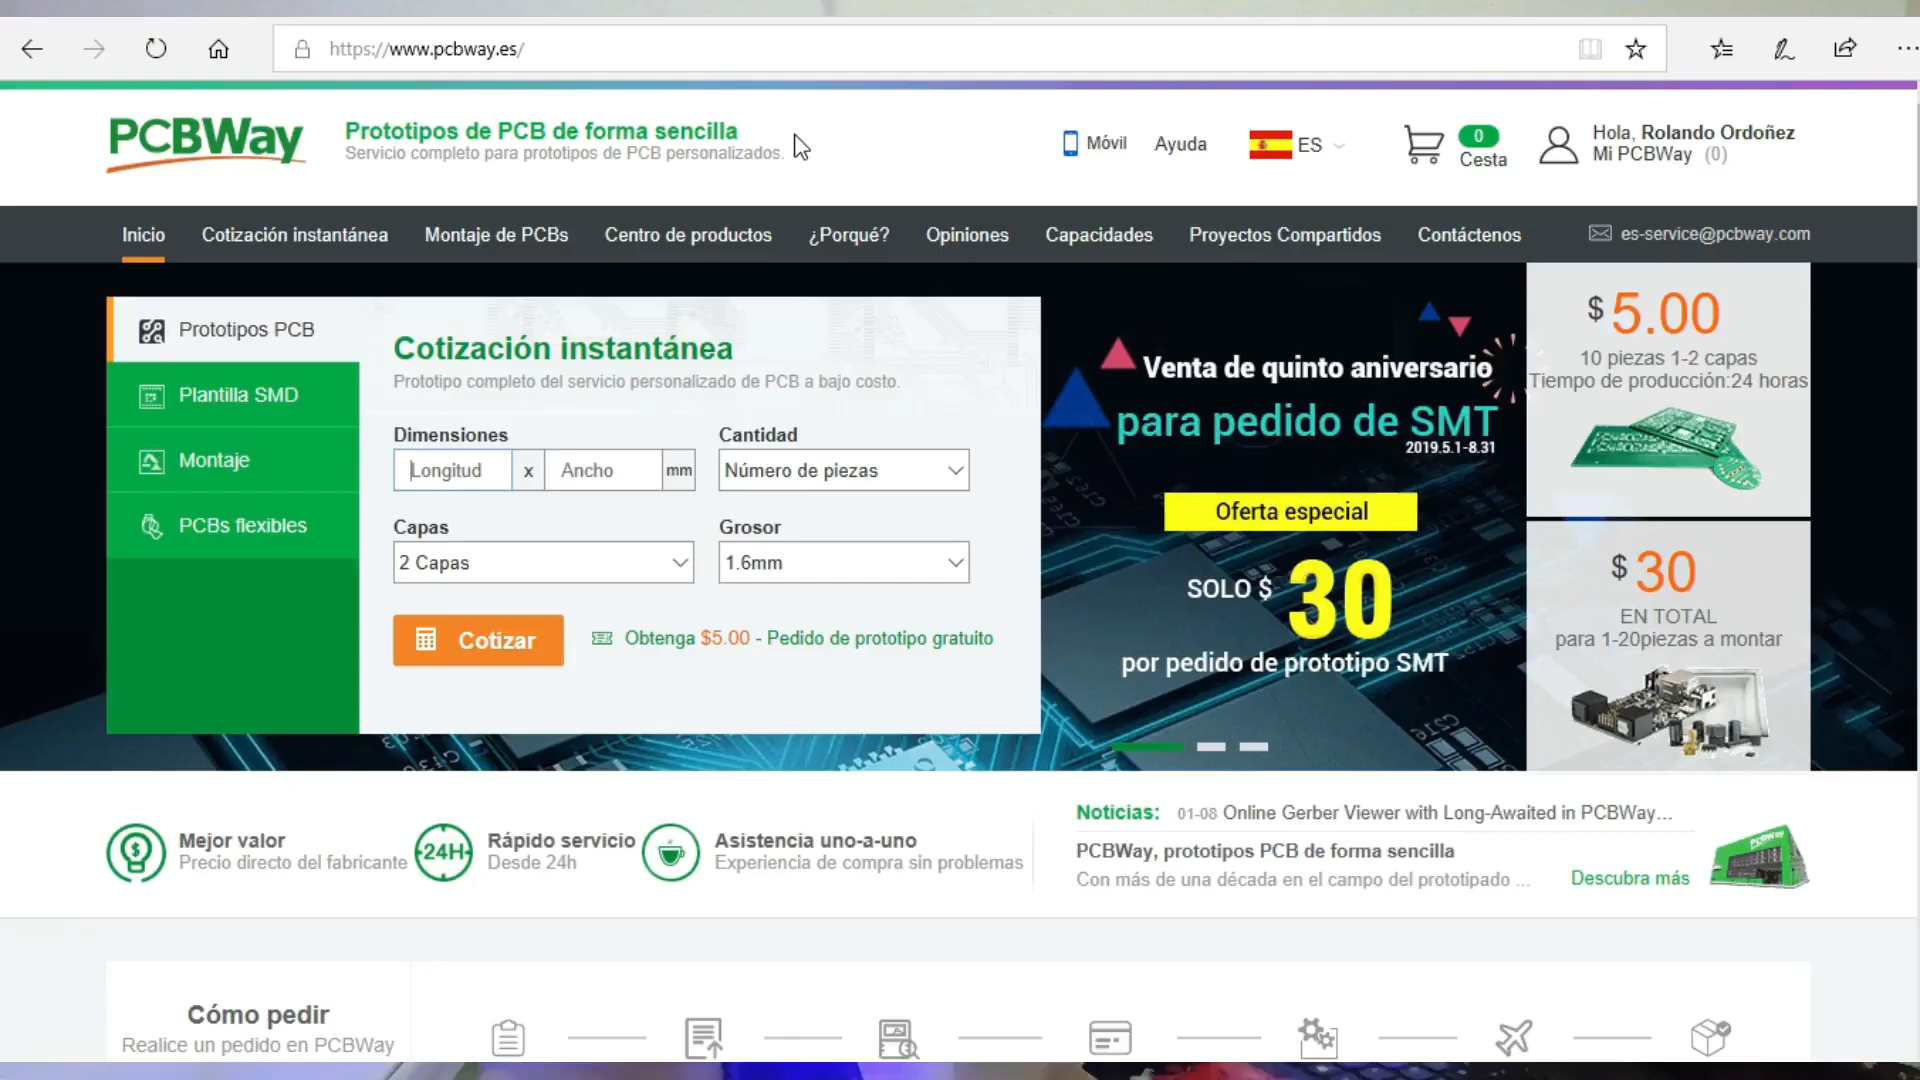 https://www.pcbway.es/
PCBWay
Prototipos de PCB de forma sencilla
Servicio completo para prototipos de PCB personalizados.
Móvil
Ayuda
ES
0
Cesta
Hola, Rolando Ordoñez
Mi PCBWay (0)
Inicio
Cotización instantánea
Montaje de PCBs
Centro de productos
¿Porqué?
Opiniones
Capacidades
Proyectos Compartidos
Contáctenos
es-service@pcbway.com
Prototipos PCB
Plantilla SMD
Montaje
PCBs flexibles
Cotización instantánea
Prototipo completo del servicio personalizado de PCB a bajo costo.
Dimensiones
Cantidad
Longitud x Ancho mm
Número de piezas
Capas
Grosor
2 Capas
1.6mm
Cotizar
Obtenga $5.00 - Pedido de prototipo gratuito
Venta de quinto aniversario
para pedido de SMT
2019.5.1-8.31
Oferta especial
SOLO $ 30
por pedido de prototipo SMT
$ 5.00
10 piezas 1-2 capas
Tiempo de producción:24 horas
$ 30
EN TOTAL
para 1-20piezas a montar
Mejor valor
Precio directo del fabricante
24H
Rápido servicio
Desde 24h
Asistencia uno-a-uno
Experiencia de compra sin problemas
Noticias: 01-08 Online Gerber Viewer with Long-Awaited in PCBWay...
PCBWay, prototipos PCB de forma sencilla
Con más de una década en el campo del prototipado ...
Descubra más
PCBWay
Cómo pedir
Realice un pedido en PCBWay